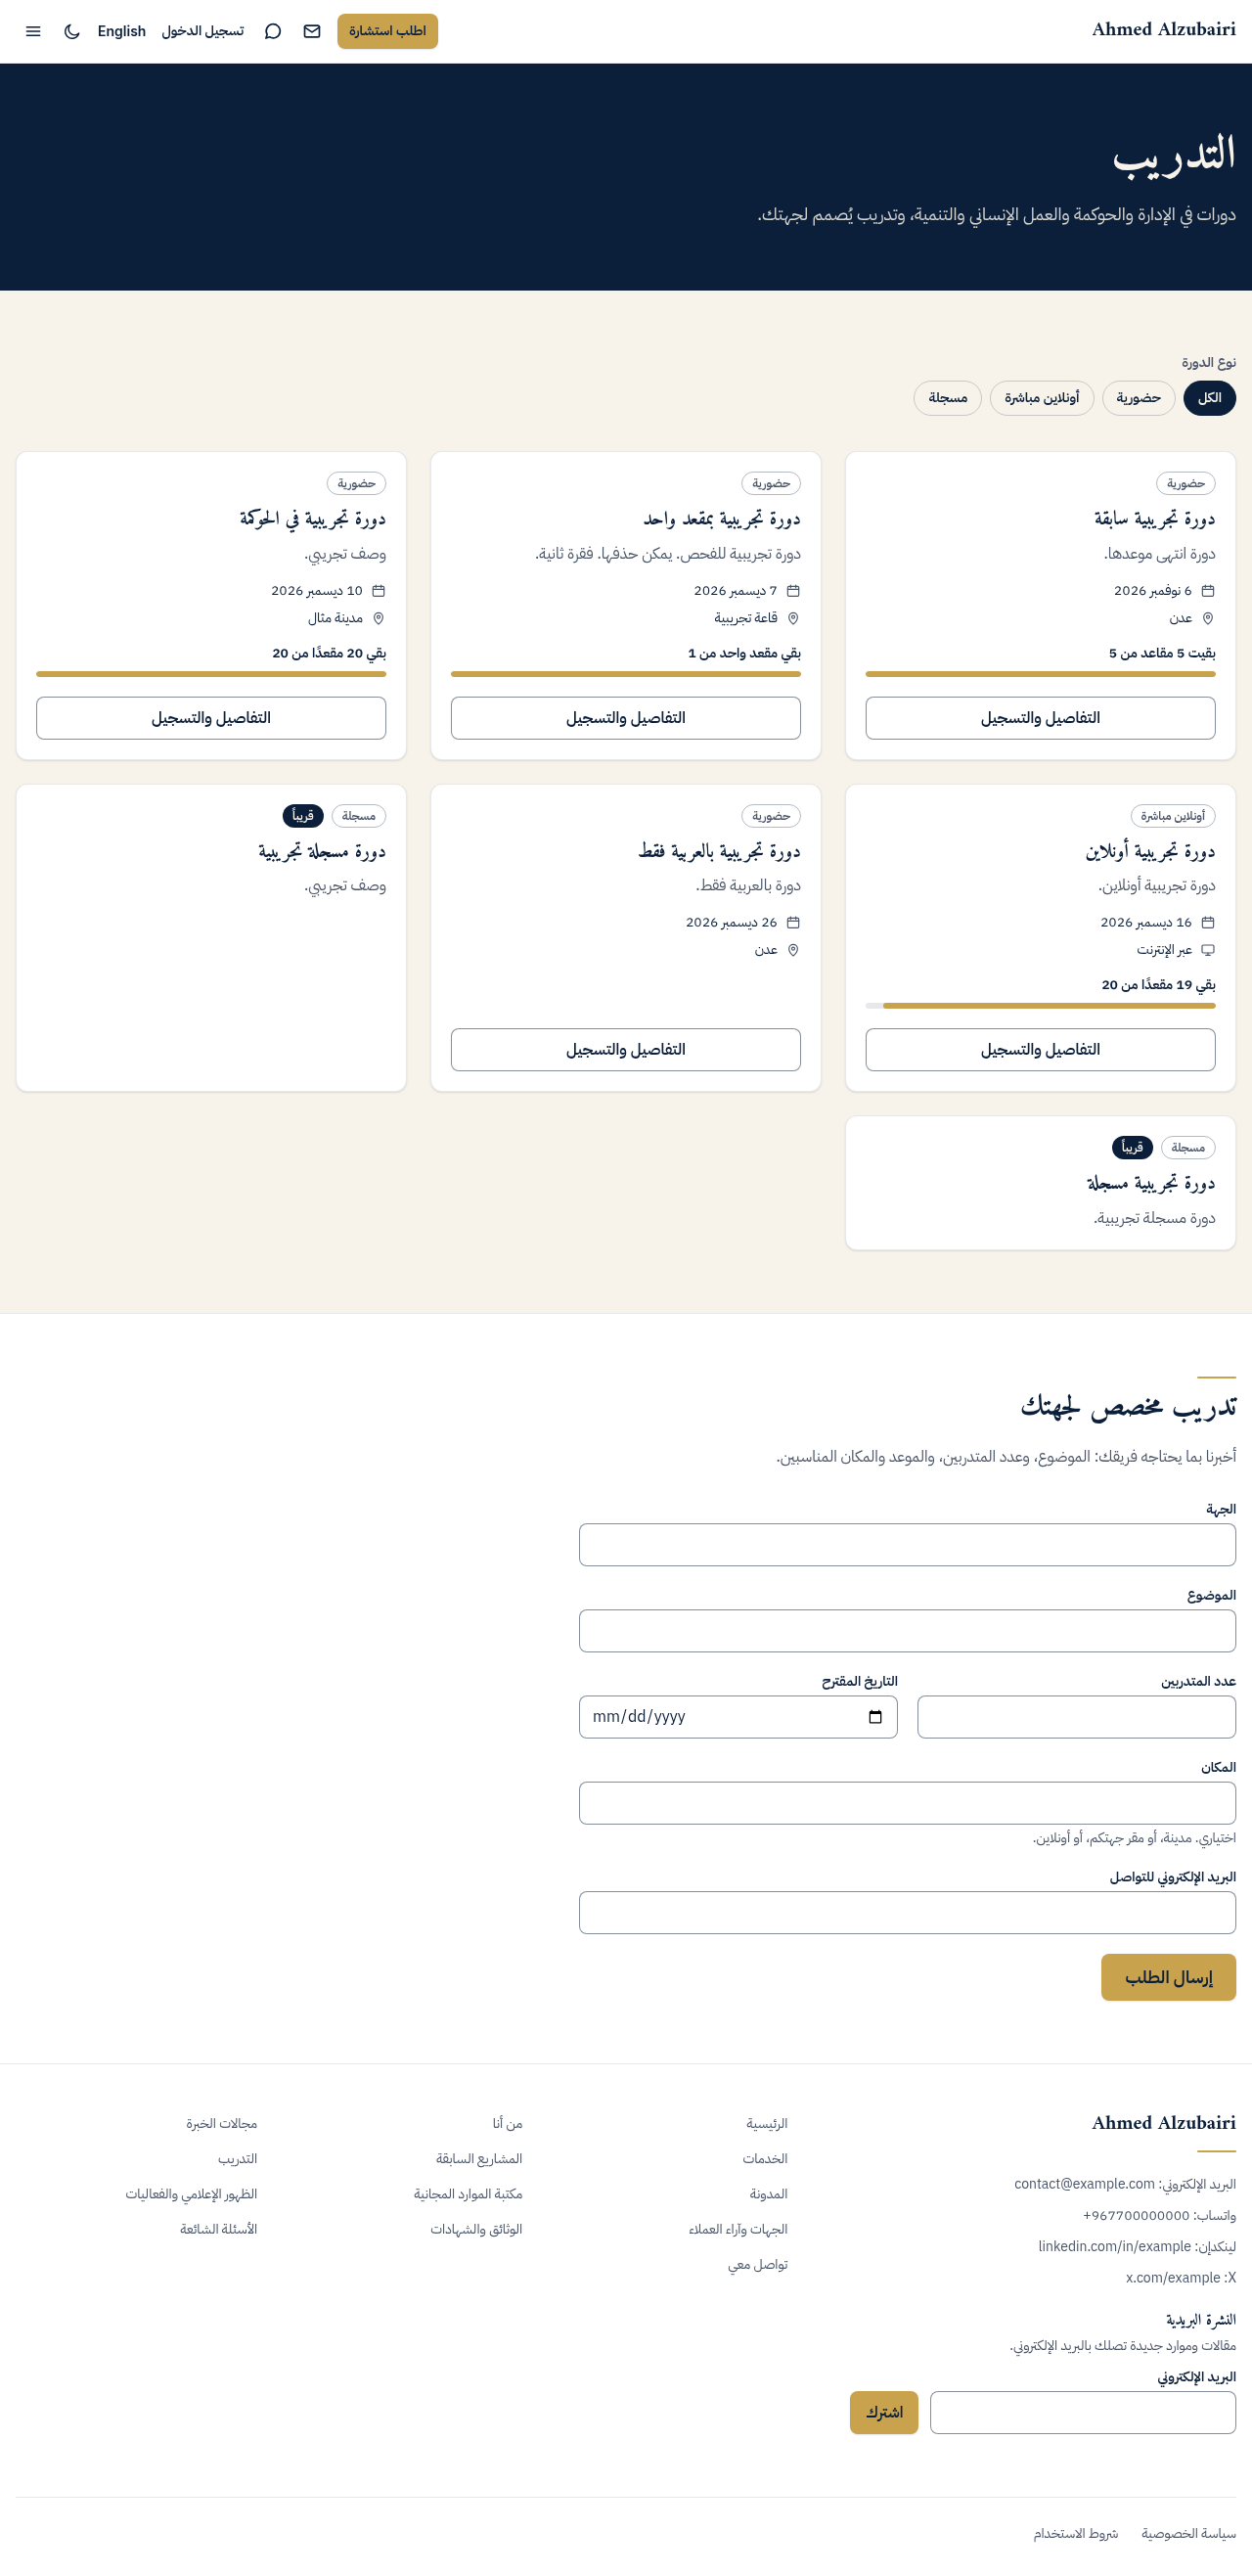 Ahmed Alzubairi
اطلب استشارة
تسجيل الدخول
English
التدريب
دورات في الإدارة والحوكمة والعمل الإنساني والتنمية، وتدريب يُصمم لجهتك.
نوع الدورة
الكل
حضورية
أونلاين مباشرة
مسجلة
حضورية
دورة تجريبية سابقة
دورة انتهى موعدها.
6 نوفمبر 2026
عدن
بقيت 5 مقاعد من 5
التفاصيل والتسجيل
حضورية
دورة تجريبية بمقعد واحد
دورة تجريبية للفحص. يمكن حذفها. فقرة ثانية.
7 ديسمبر 2026
قاعة تجريبية
بقي مقعد واحد من 1
التفاصيل والتسجيل
حضورية
دورة تجريبية في الحوكمة
وصف تجريبي.
10 ديسمبر 2026
مدينة مثال
بقي 20 مقعدًا من 20
التفاصيل والتسجيل
أونلاين مباشرة
دورة تجريبية أونلاين
دورة تجريبية أونلاين.
16 ديسمبر 2026
عبر الإنترنت
بقي 19 مقعدًا من 20
التفاصيل والتسجيل
حضورية
دورة تجريبية بالعربية فقط
دورة بالعربية فقط.
26 ديسمبر 2026
عدن
التفاصيل والتسجيل
مسجلة
قريباً
دورة مسجلة تجريبية
وصف تجريبي.
مسجلة
قريباً
دورة تجريبية مسجلة
دورة مسجلة تجريبية.
تدريب مخصص لجهتك
أخبرنا بما يحتاجه فريقك: الموضوع، وعدد المتدربين، والموعد والمكان المناسبين.
الجهة
الموضوع
عدد المتدربين
التاريخ المقترح
mm/dd/yyyy
المكان
اختياري. مدينة، أو مقر جهتكم، أو أونلاين.
البريد الإلكتروني للتواصل
إرسال الطلب
Ahmed Alzubairi
البريد الإلكتروني: contact@example.com
واتساب: 967700000000+
لينكدإن: linkedin.com/in/example
X: x.com/example
النشرة البريدية
مقالات وموارد جديدة تصلك بالبريد الإلكتروني.
البريد الإلكتروني
اشترك
الرئيسية
من أنا
مجالات الخبرة
الخدمات
المشاريع السابقة
التدريب
المدونة
مكتبة الموارد المجانية
الظهور الإعلامي والفعاليات
الجهات وآراء العملاء
الوثائق والشهادات
الأسئلة الشائعة
تواصل معي
سياسة الخصوصية
شروط الاستخدام